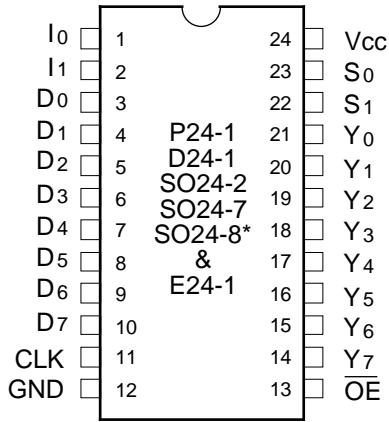 I0 1 24 Vcc
I1 2 23 S0
D0 3 22 S1
D1 4 P24-1 21 Y0
D2 5 D24-1 20 Y1
D3 6 SO24-2 19 Y2
D4 7 SO24-7 18 Y3
D5 8 SO24-8* 17 Y4
D6 9 & 16 Y5
D7 10 E24-1 15 Y6
CLK 11 14 Y7
GND 12 13 OE